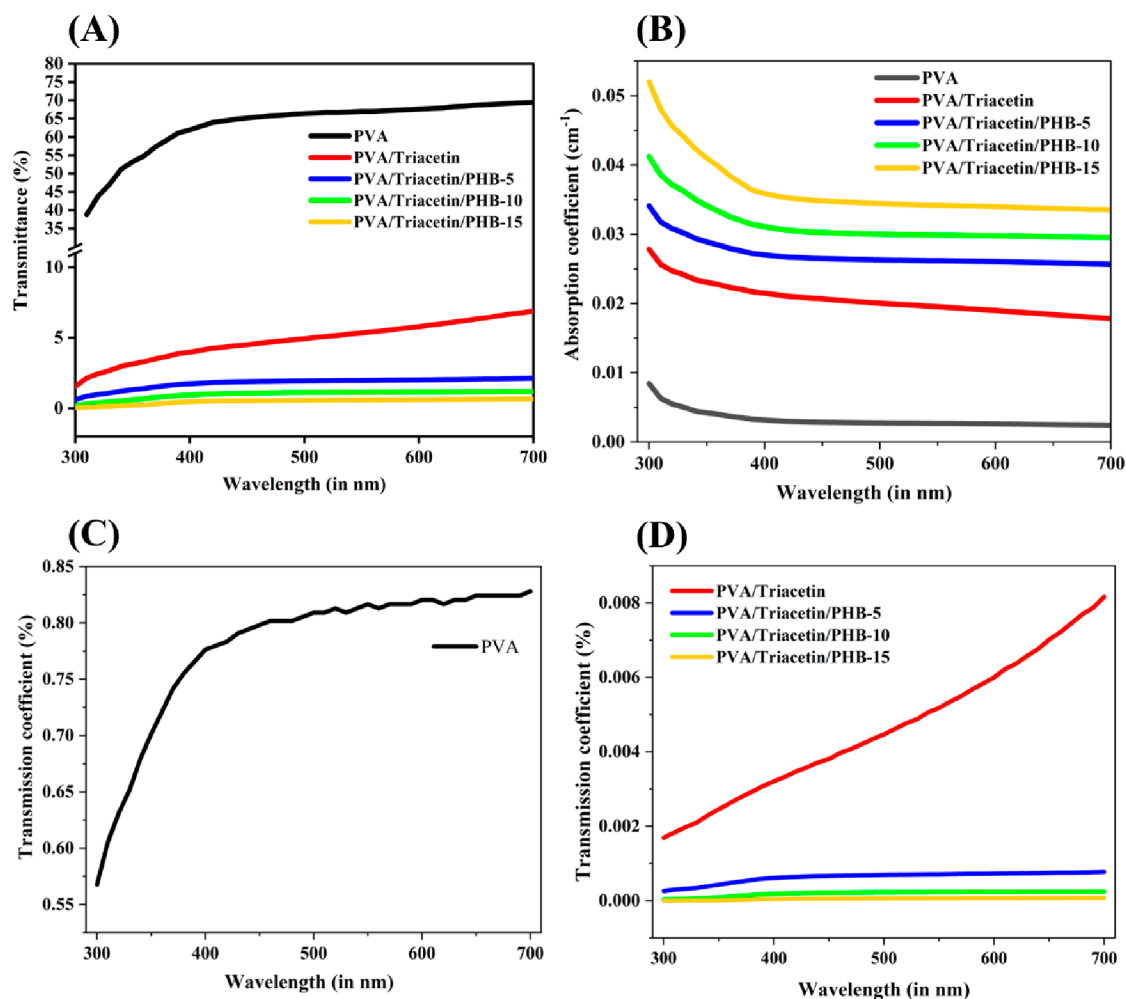 (A)
Transmittance (%)
80
75
70
65
60
55
50
45
40
35
10
5
0
300
400
500
600
700
Wavelength (in nm)
PVA
PVA/Triacetin
PVA/Triacetin/PHB-5
PVA/Triacetin/PHB-10
PVA/Triacetin/PHB-15
(B)
Absorption coefficient (cm⁻¹)
0.05
0.04
0.03
0.02
0.01
0.00
300
400
500
600
700
Wavelength (in nm)
PVA
PVA/Triacetin
PVA/Triacetin/PHB-5
PVA/Triacetin/PHB-10
PVA/Triacetin/PHB-15
(C)
Transmission coefficient (%)
0.85
0.80
0.75
0.70
0.65
0.60
0.55
300
400
500
600
700
Wavelength (in nm)
PVA
(D)
Transmission coefficient (%)
0.008
0.006
0.004
0.002
0.000
300
400
500
600
700
Wavelength (in nm)
PVA/Triacetin
PVA/Triacetin/PHB-5
PVA/Triacetin/PHB-10
PVA/Triacetin/PHB-15